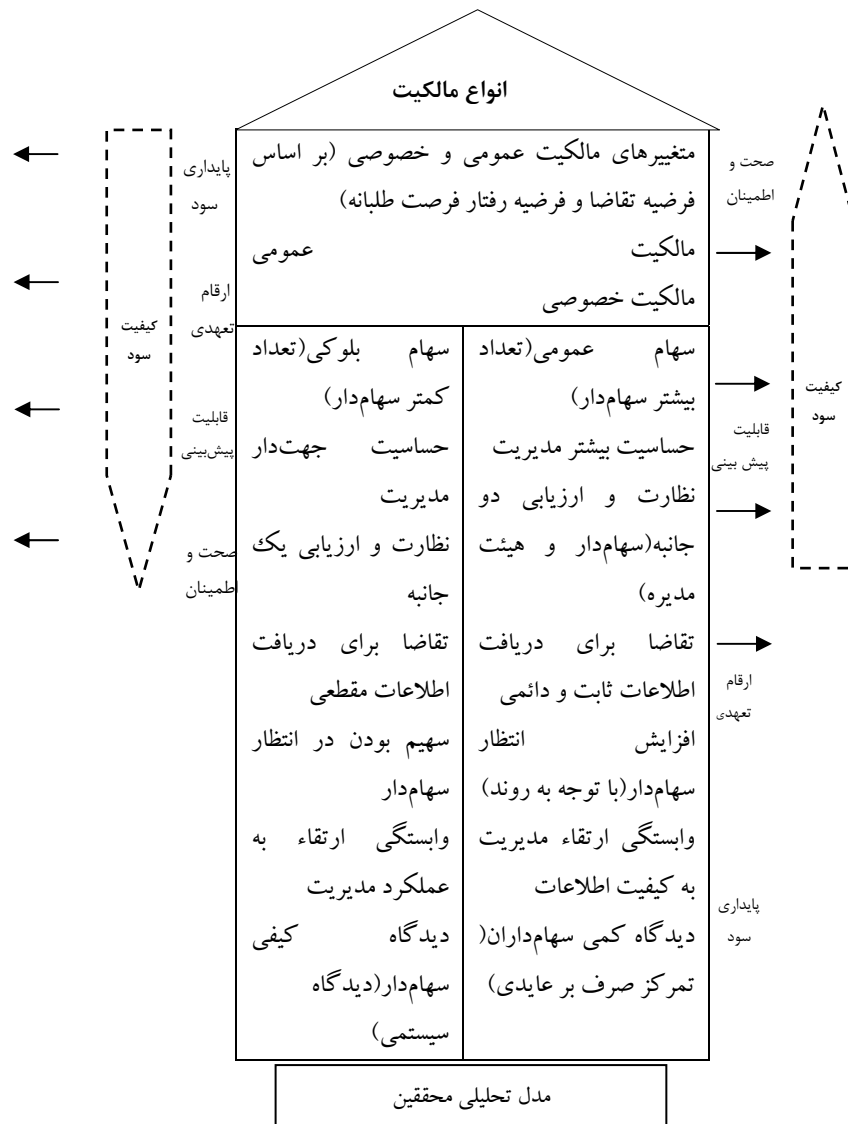 انواع مالکیت
متغییرهای مالکیت عمومی و خصوصی (بر اساس
فرضیه تقاضا و فرضیه رفتار فرصت طلبانه)
مالکیت عمومی
مالکیت خصوصی
سهام عمومی(تعداد
بیشتر سهام‌دار)
حساسیت بیشتر مدیریت
نظارت و ارزیابی دو
جانبه(سهام‌دار و هیئت
مدیره)
تقاضا برای دریافت
اطلاعات ثابت و دائمی
افزایش انتظار
سهام‌دار(با توجه به روند)
وابستگی ارتقاء مدیریت
به کیفیت اطلاعات
دیدگاه کمی سهام‌داران(
تمرکز صرف بر عایدی)
سهام بلوکی(تعداد
کمتر سهام‌دار)
حساسیت جهت‌دار
مدیریت
نظارت و ارزیابی یک
جانبه
تقاضا برای دریافت
اطلاعات مقطعی
سهیم بودن در انتظار
سهام‌دار
وابستگی ارتقاء به
عملکرد مدیریت
دیدگاه کیفی
سهام‌دار(دیدگاه
سیستمی)
صحت و
اطمینان
قابلیت
پیش بینی
ارقام
تعهدی
پایداری
سود
کیفیت
سود
پایداری
سود
ارقام
تعهدی
قابلیت
پیش‌بینی
صحت و
اطمینان
کیفیت
سود
مدل تحلیلی محققین